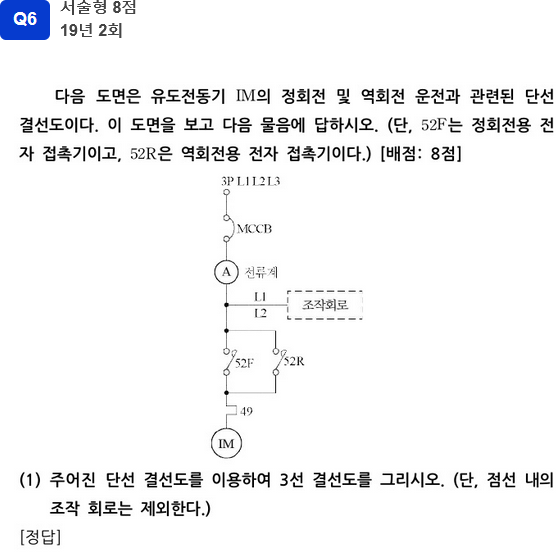 Q6
서술형 8점
19년 2회
다음 도면은 유도전동기 IM의 정회전 및 역회전 운전과 관련된 단선
결선도이다. 이 도면을 보고 다음 물음에 답하시오. (단, 52F는 정회전용 전
자 접촉기이고, 52R은 역회전용 전자 접촉기이다.) [배점: 8점]
3P L1 L2 L3
MCCB
A 전류계
L1
조작회로
L2
52F
52R
49
IM
(1) 주어진 단선 결선도를 이용하여 3선 결선도를 그리시오. (단, 점선 내의
조작 회로는 제외한다.)
[정답]